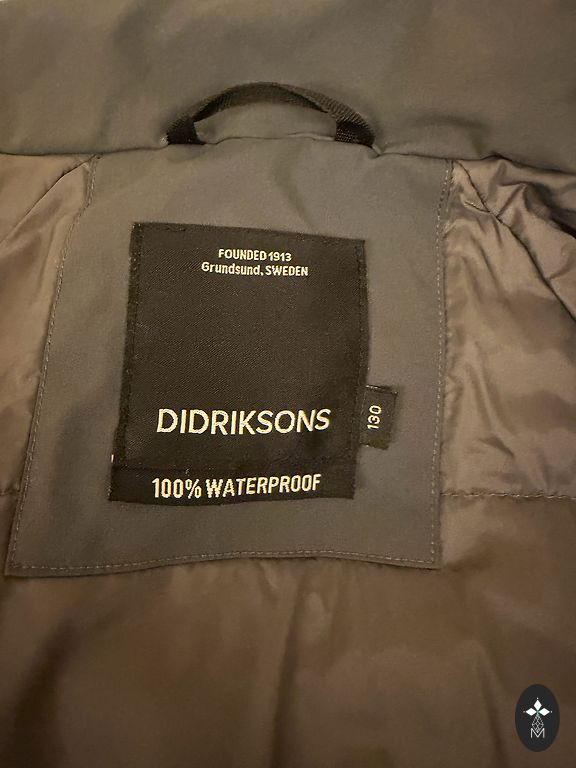 FOUNDED 1913
Grundsund, SWEDEN
DIDRIKSONS
130
100% WATERPROOF
M